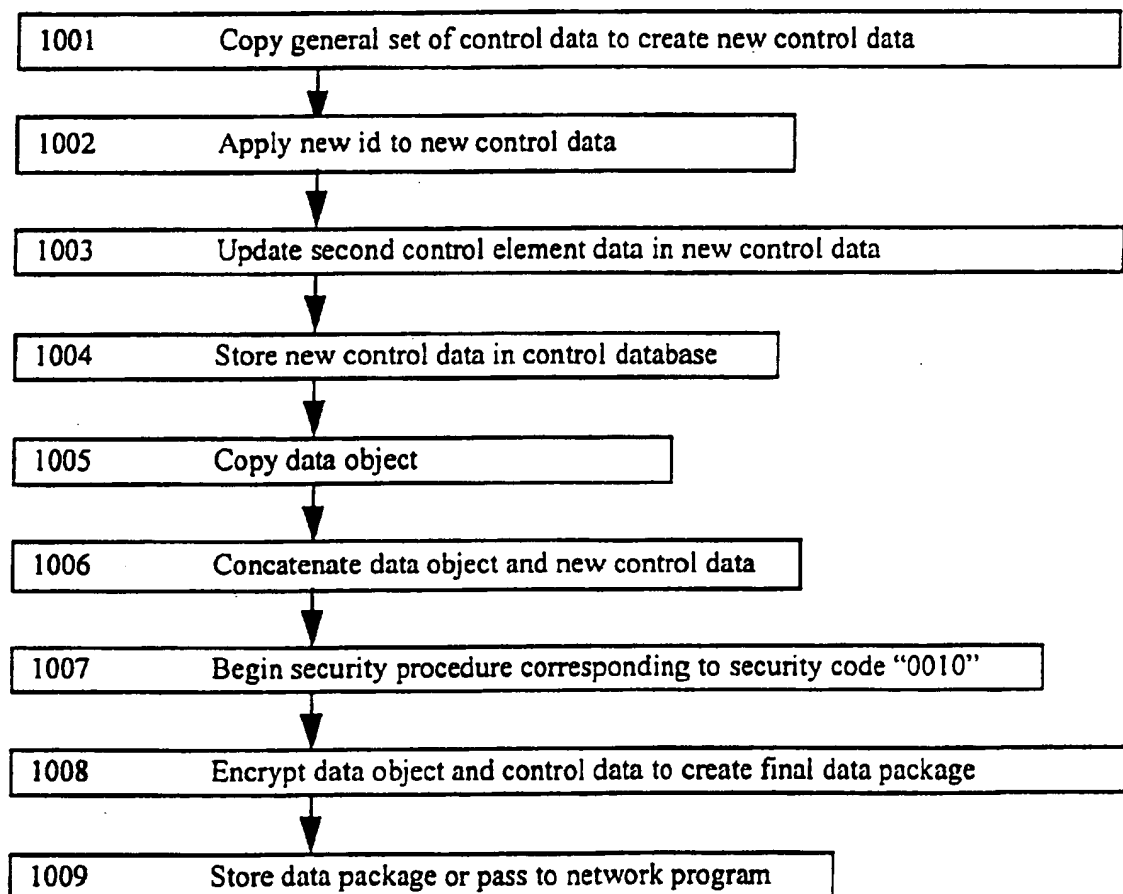 1001 Copy general set of control data to create new control data
1002 Apply new id to new control data
1003 Update second control element data in new control data
1004 Store new control data in control database
1005 Copy data object
1006 Concatenate data object and new control data
1007 Begin security procedure corresponding to security code “0010”
1008 Encrypt data object and control data to create final data package
1009 Store data package or pass to network program